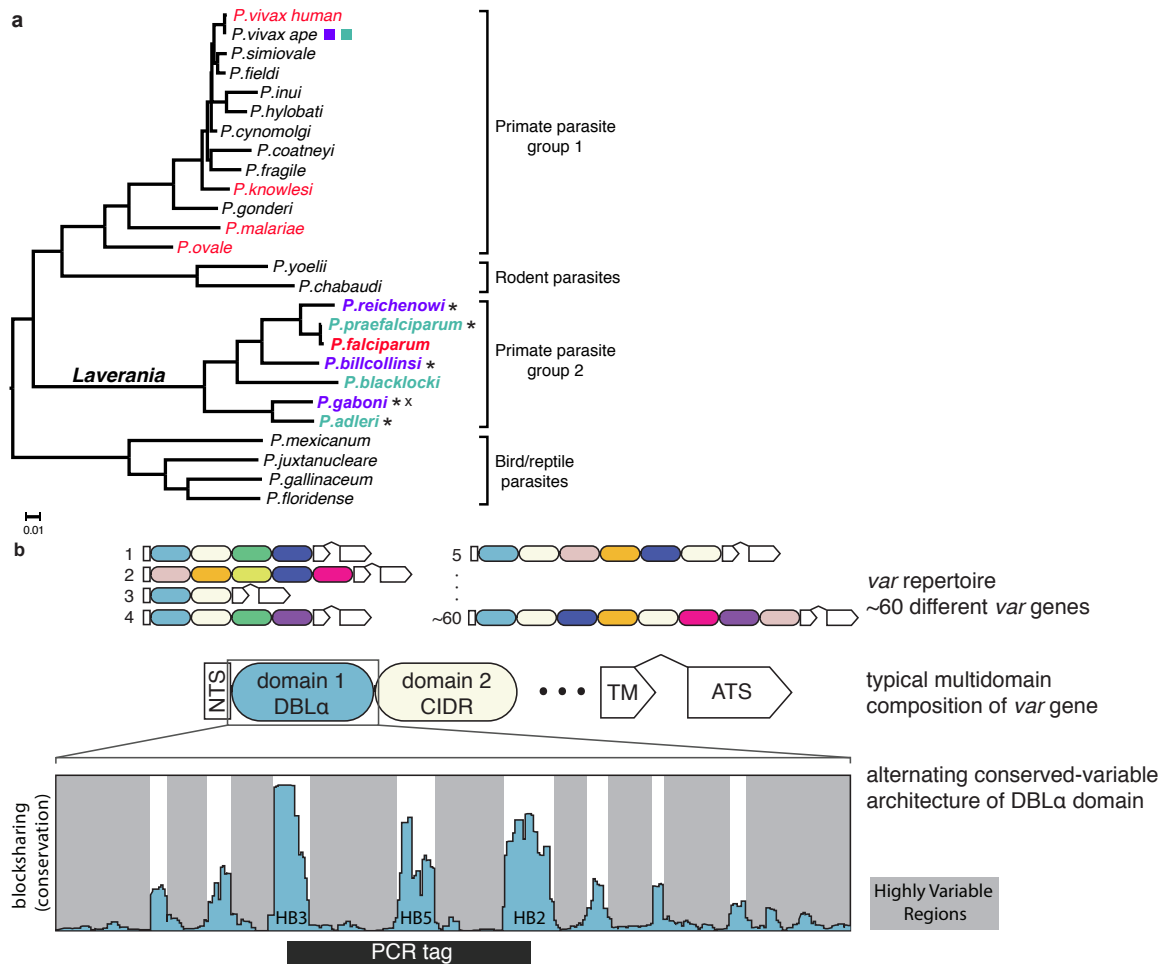 a
P.vivax human
P.vivax ape
P.simiovale
P.fieldi
P.inui
P.hylobati
P.cynomolgi
P.coatneyi
P.fragile
P.knowlesi
P.gonderi
P.malariae
P.ovale
Primate parasite
group 1
P.yoelii
P.chabaudi
Rodent parasites
Laverania
P.reichenowi *
P.praefalciparum *
P.falciparum
P.billcollinsi *
P.blacklocki
P.gaboni * x
P.adleri *
Primate parasite
group 2
P.mexicanum
P.juxtanucleare
P.gallinaceum
P.floridense
Bird/reptile
parasites
0.01
b
1
2
3
4
5
~60
var repertoire
~60 different var genes
NTS
domain 1
DBLα
domain 2
CIDR
TM
ATS
typical multidomain
composition of var gene
alternating conserved-variable
architecture of DBLα domain
blocksharing
(conservation)
HB3
HB5
HB2
Highly Variable
Regions
PCR tag